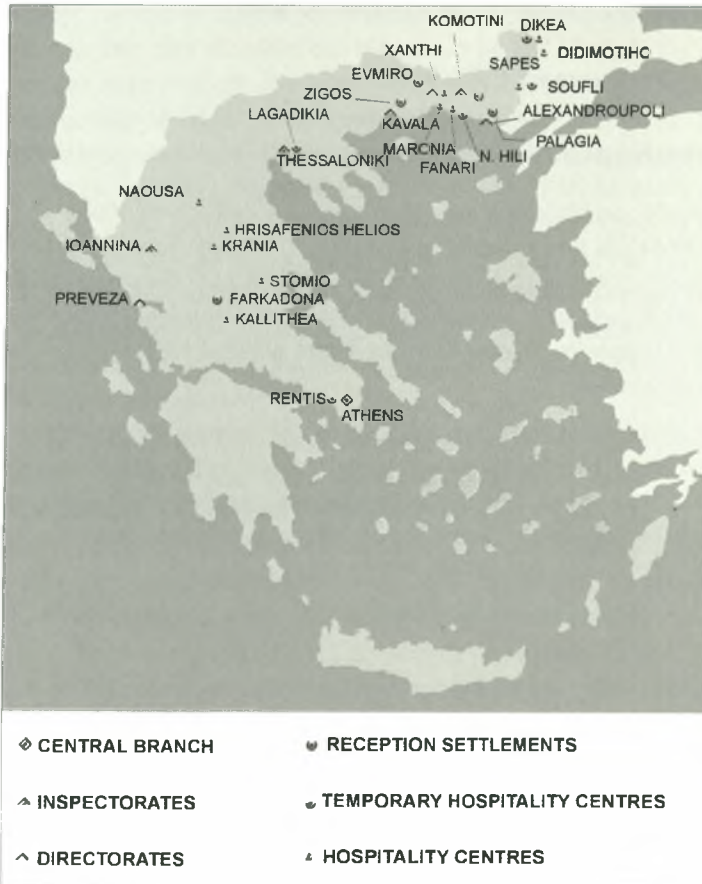 KOMOTINI
DIKEA
XANTHI
DIDIMOTIHO
SAPES
EVMIRO
SOUFLI
ZIGOS
LAGADIKIA
ALEXANDROUPOLI
KAVALA
PALAGIA
MARONIA
N. HILI
THESSALONIKI
FANARI
NAOUSA
HRISAFENIOS HELIOS
IOANNINA
KRANIA
STOMIO
PREVEZA
FARKADONA
KALLITHEA
RENTIS
ATHENS
CENTRAL BRANCH
RECEPTION SETTLEMENTS
INSPECTORATES
TEMPORARY HOSPITALITY CENTRES
DIRECTORATES
HOSPITALITY CENTRES